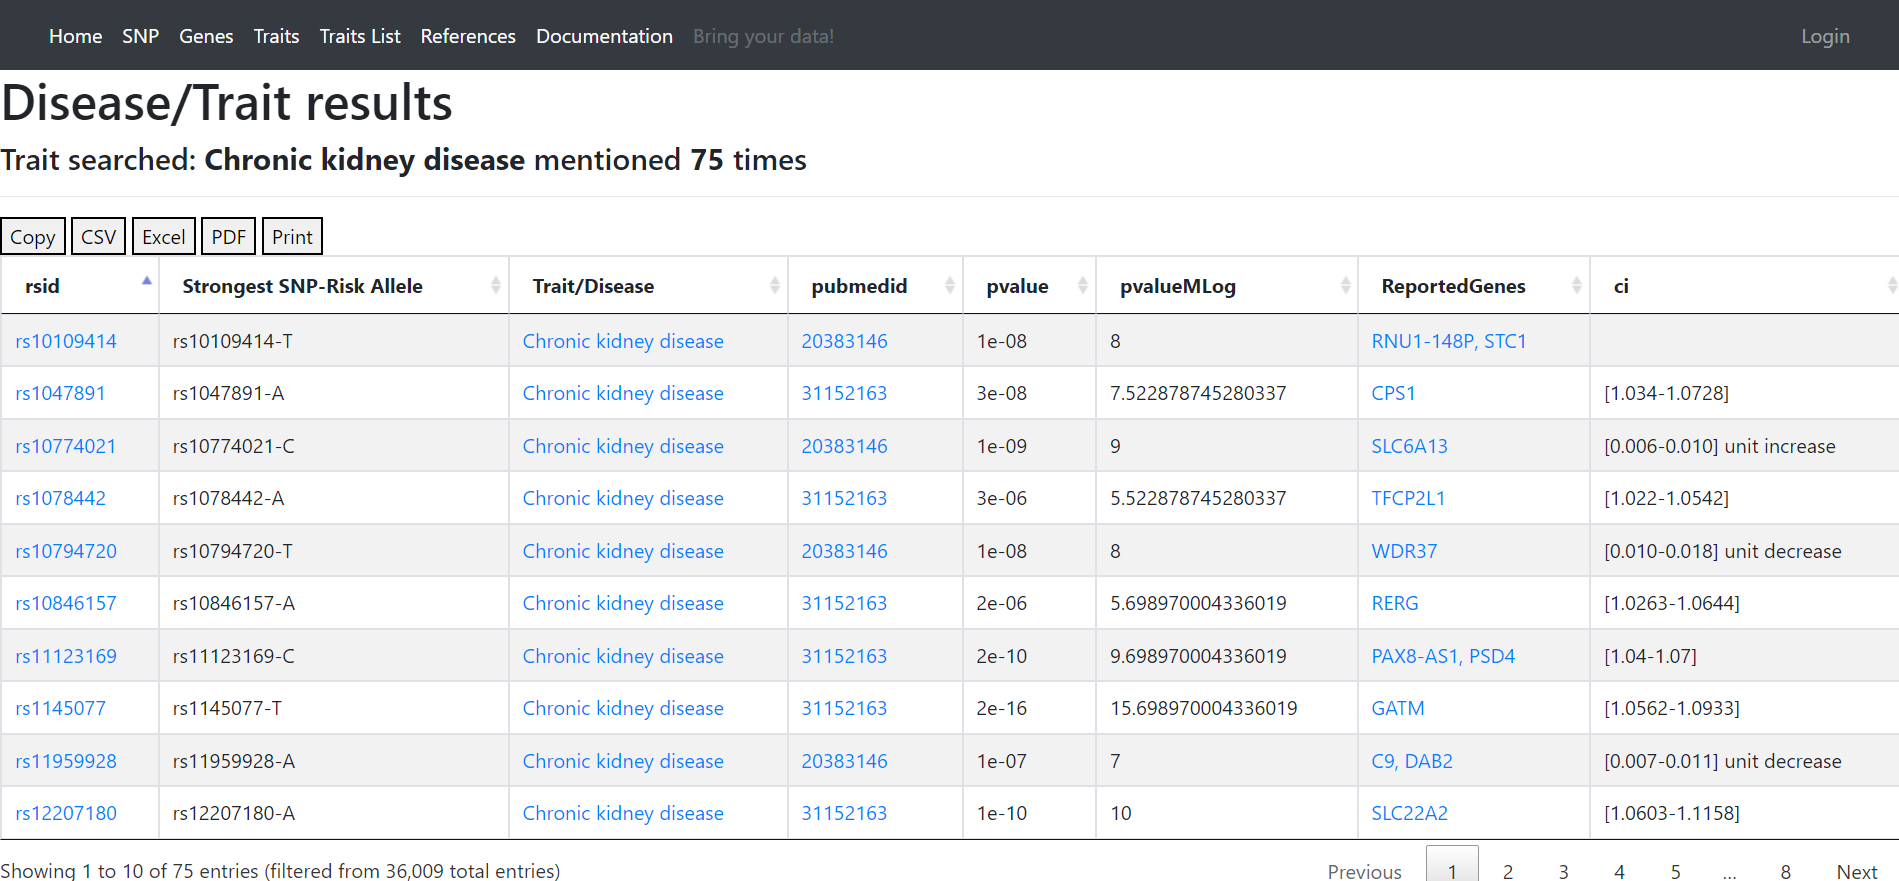 Home SNP Genes Traits Traits List References Documentation Bring your data! Login
Disease/Trait results
Trait searched: Chronic kidney disease mentioned 75 times
Copy CSV Excel PDF Print
rsid Strongest SNP-Risk Allele Trait/Disease pubmedid pvalue pvalueMLog ReportedGenes ci
rs10109414 rs10109414-T Chronic kidney disease 20383146 1e-08 8 RNU1-148P, STC1
rs1047891 rs1047891-A Chronic kidney disease 31152163 3e-08 7.522878745280337 CPS1 [1.034-1.0728]
rs10774021 rs10774021-C Chronic kidney disease 20383146 1e-09 9 SLC6A13 [0.006-0.010] unit increase
rs1078442 rs1078442-A Chronic kidney disease 31152163 3e-06 5.522878745280337 TFCP2L1 [1.022-1.0542]
rs10794720 rs10794720-T Chronic kidney disease 20383146 1e-08 8 WDR37 [0.010-0.018] unit decrease
rs10846157 rs10846157-A Chronic kidney disease 31152163 2e-06 5.698970004336019 RERG [1.0263-1.0644]
rs11123169 rs11123169-C Chronic kidney disease 31152163 2e-10 9.698970004336019 PAX8-AS1, PSD4 [1.04-1.07]
rs1145077 rs1145077-T Chronic kidney disease 31152163 2e-16 15.698970004336019 GATM [1.0562-1.0933]
rs11959928 rs11959928-A Chronic kidney disease 20383146 1e-07 7 C9, DAB2 [0.007-0.011] unit decrease
rs12207180 rs12207180-A Chronic kidney disease 31152163 1e-10 10 SLC22A2 [1.0603-1.1158]
Showing 1 to 10 of 75 entries (filtered from 36,009 total entries) Previous 1 2 3 4 5 ... 8 Next